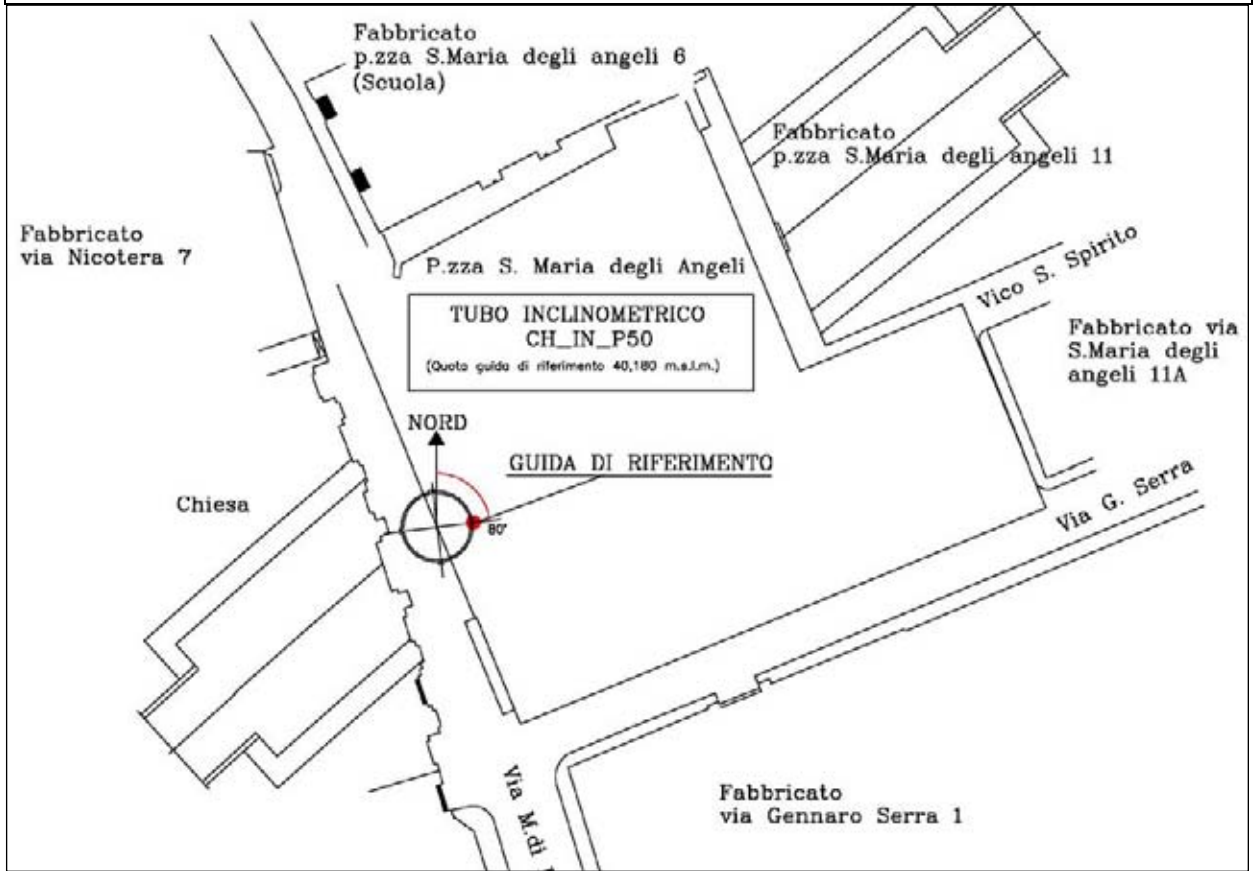 Fabbricato
p.zza S.Maria degli angeli 6
(Scuola)
Fabbricato
p.zza S.Maria degli angeli 11
Fabbricato
via Nicotera 7
P.zza S. Maria degli Angeli
Vico S. Spirito
TUBO INCLINOMETRICO
CH_IN_P50
(Quota guida di riferimento 40,180 m.s.l.m.)
Fabbricato via
S.Maria degli
angeli 11A
NORD
GUIDA DI RIFERIMENTO
Chiesa
80°
Via G. Serra
Via M.di
Fabbricato
via Gennaro Serra 1